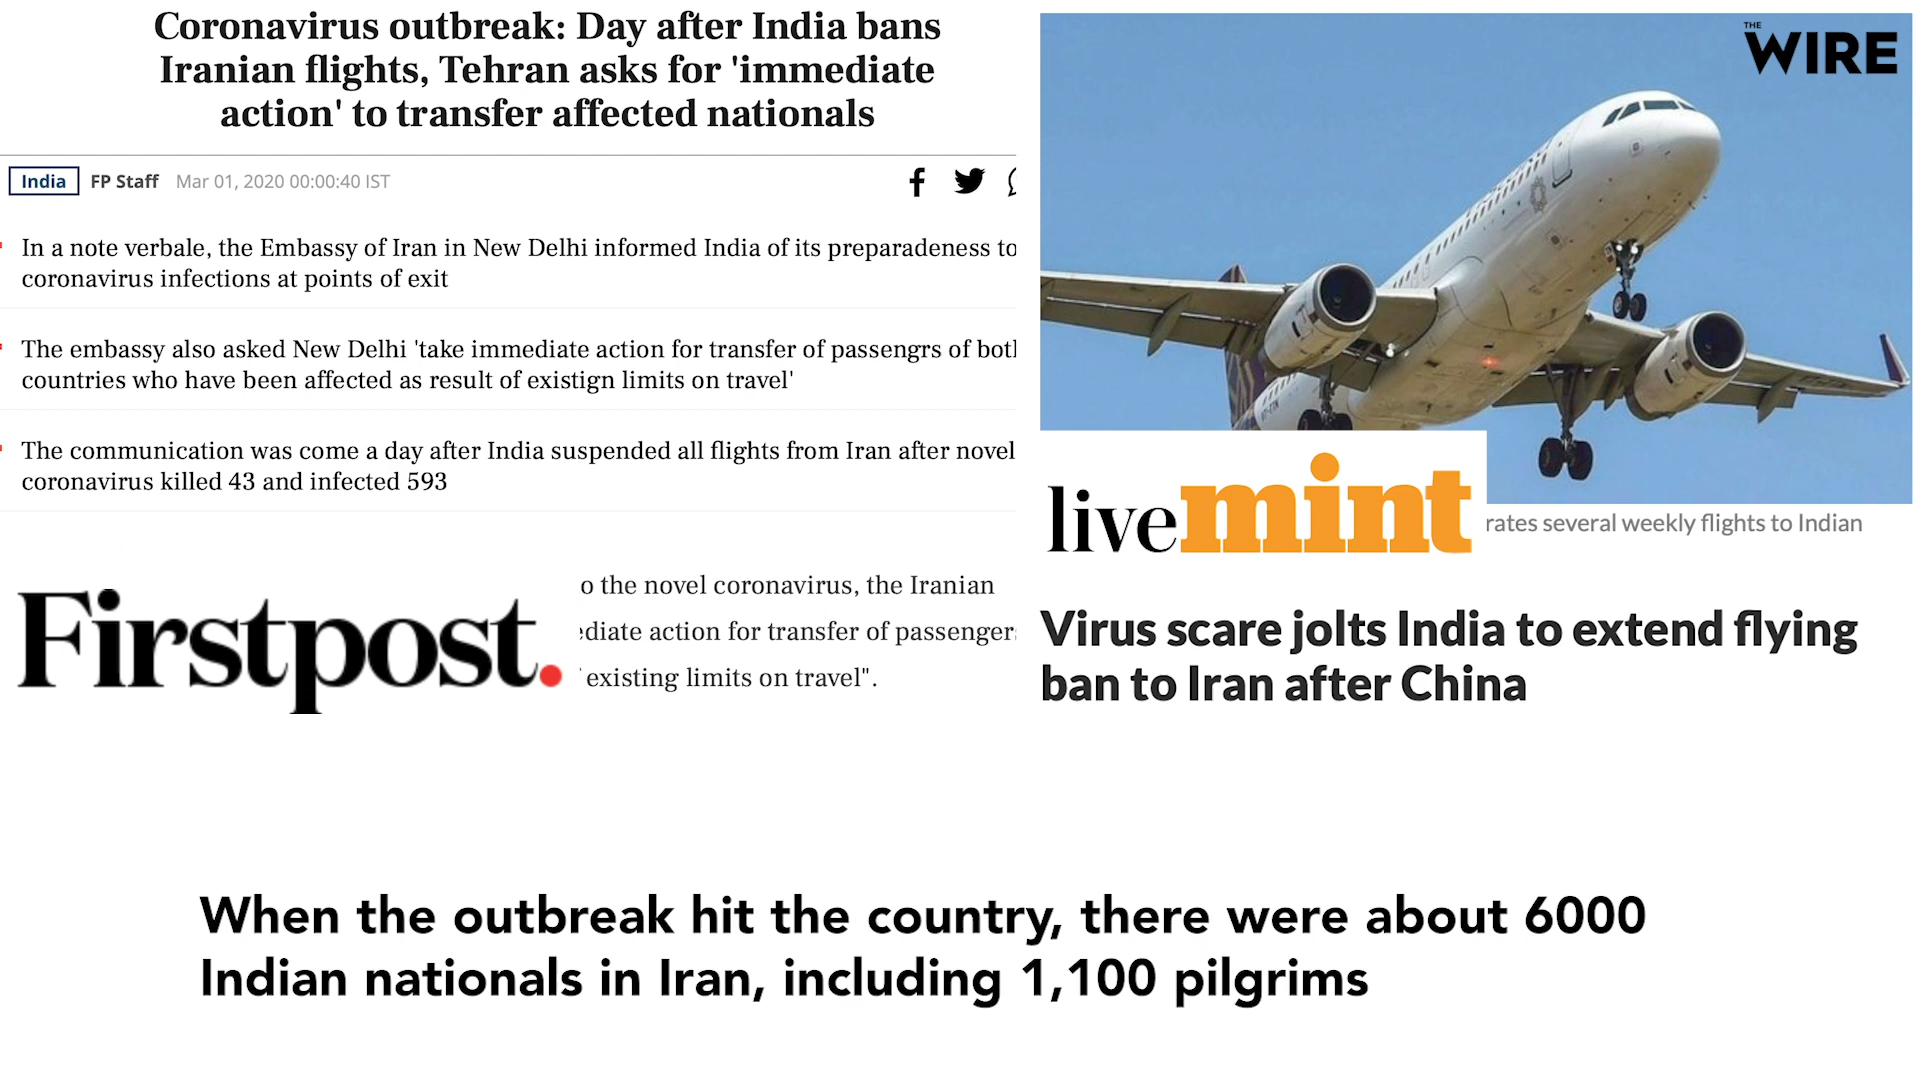 Coronavirus outbreak: Day after India bans
Iranian flights, Tehran asks for 'immediate
action' to transfer affected nationals
India FP Staff Mar 01, 2020 00:00:40 IST
In a note verbale, the Embassy of Iran in New Delhi informed India of its preparadeness to
coronavirus infections at points of exit
The embassy also asked New Delhi 'take immediate action for transfer of passengrs of both
countries who have been affected as result of existign limits on travel'
The communication was come a day after India suspended all flights from Iran after novel
coronavirus killed 43 and infected 593
Firstpost.
o the novel coronavirus, the Iranian
ediate action for transfer of passengers
existing limits on travel".
THE
WIRE
livemint
rates several weekly flights to Indian
Virus scare jolts India to extend flying
ban to Iran after China
When the outbreak hit the country, there were about 6000
Indian nationals in Iran, including 1,100 pilgrims